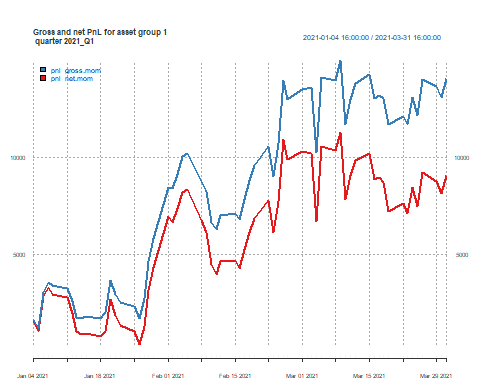 Gross and net PnL for asset group 1
quarter 2021_Q1
2021-01-04 16:00:00 / 2021-03-31 16:00:00
pnl_gross.mom
pnl_net.mom
10000 10000
5000 5000
Jan 04 2021 Jan 18 2021 Feb 01 2021 Feb 15 2021 Mar 01 2021 Mar 15 2021 Mar 29 2021